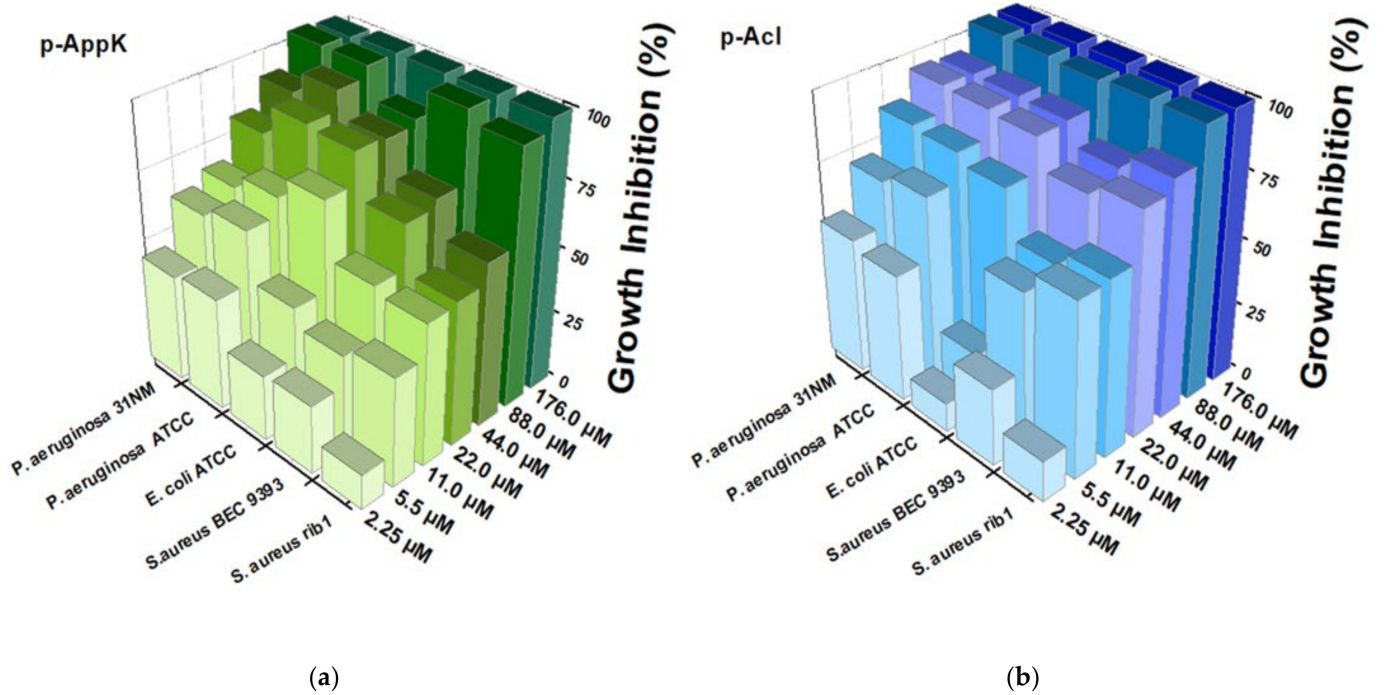 p-AppK
Growth Inhibition (%)
100
75
50
25
0
P. aeruginosa 31NM
P. aeruginosa ATCC
E. coli ATCC
S.aureus BEC 9393
S. aureus rib1
2.25 µM
5.5 µM
11.0 µM
22.0 µM
44.0 µM
88.0 µM
176.0 µM
(a)
p-Acl
Growth Inhibition (%)
100
75
50
25
0
P. aeruginosa 31NM
P. aeruginosa ATCC
E. coli ATCC
S.aureus BEC 9393
S. aureus rib1
2.25 µM
5.5 µM
11.0 µM
22.0 µM
44.0 µM
88.0 µM
176.0 µM
(b)